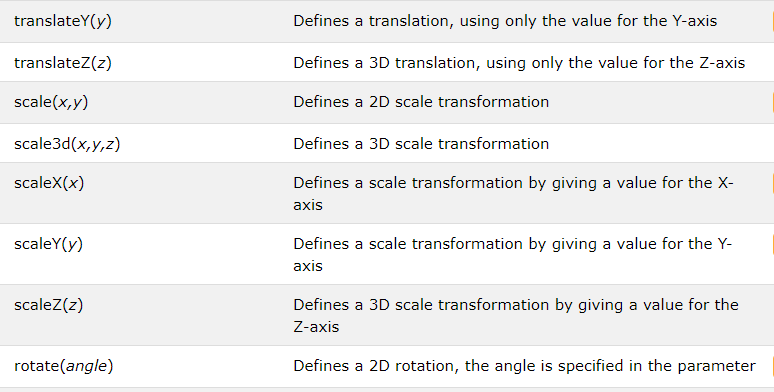 translateY(y) Defines a translation, using only the value for the Y-axis
translateZ(z) Defines a 3D translation, using only the value for the Z-axis
scale(x,y) Defines a 2D scale transformation
scale3d(x,y,z) Defines a 3D scale transformation
scaleX(x) Defines a scale transformation by giving a value for the X-
axis
scaleY(y) Defines a scale transformation by giving a value for the Y-
axis
scaleZ(z) Defines a 3D scale transformation by giving a value for the
Z-axis
rotate(angle) Defines a 2D rotation, the angle is specified in the parameter